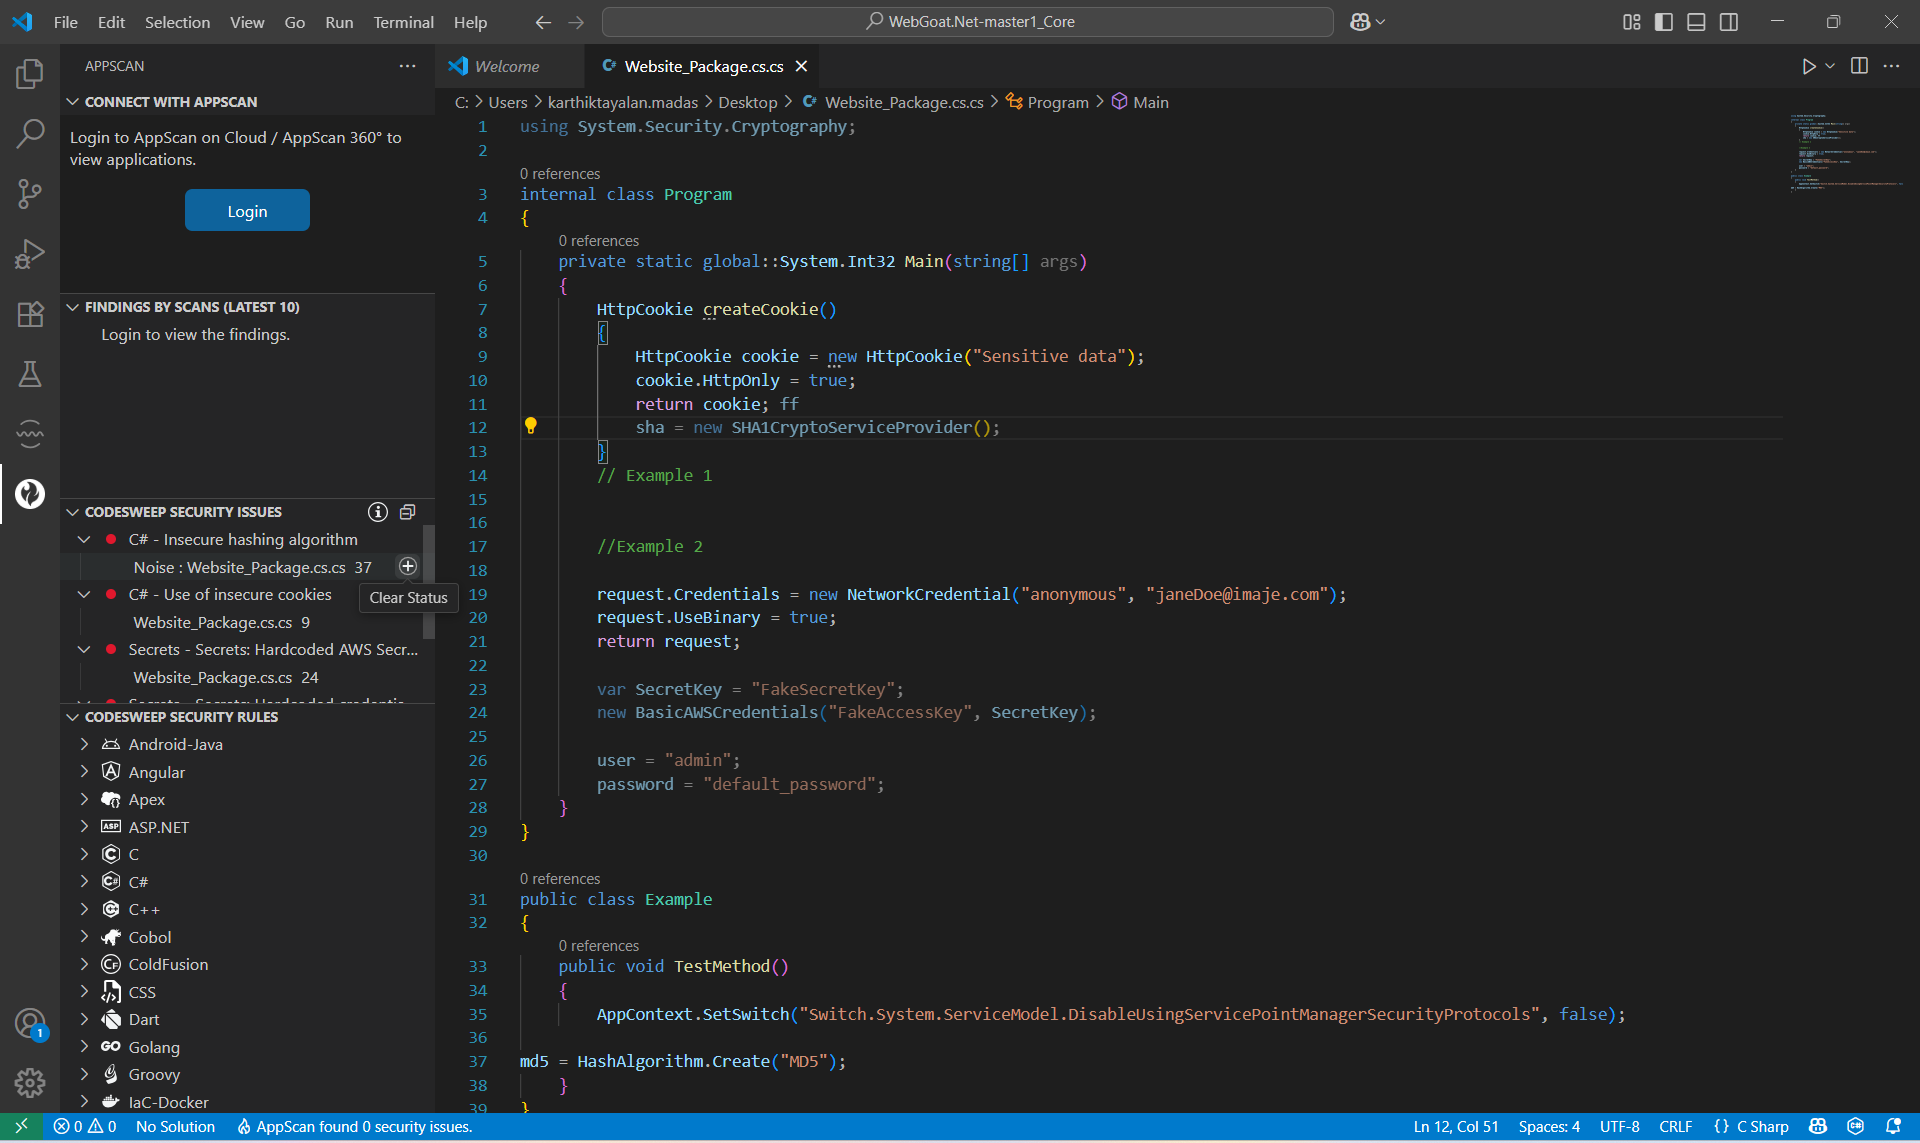 File Edit Selection View Go Run Terminal Help
WebGoat.Net-master1_Core
APPSCAN
CONNECT WITH APPSCAN
Login to AppScan on Cloud / AppScan 360° to
view applications.
Login
FINDINGS BY SCANS (LATEST 10)
Login to view the findings.
CODESWEEP SECURITY ISSUES
C# - Insecure hashing algorithm
Noise : Website_Package.cs.cs 37
Clear Status
C# - Use of insecure cookies
Website_Package.cs.cs 9
Secrets - Secrets: Hardcoded AWS Secr...
Website_Package.cs.cs 24
CODESWEEP SECURITY RULES
Android-Java
Angular
Apex
ASP ASP.NET
C
C#
C++
Cobol
CF ColdFusion
CSS
Dart
GO Golang
Groovy
IaC-Docker
1
Welcome
C# Website_Package.cs.cs
C: > Users > karthiktayalan.madas > Desktop > C# Website_Package.cs.cs > Program > Main
1 using System.Security.Cryptography;
2
0 references
3 internal class Program
4 {
0 references
5 private static global::System.Int32 Main(string[] args)
6 {
7 HttpCookie createCookie()
8 {
9 HttpCookie cookie = new HttpCookie("Sensitive data");
10 cookie.HttpOnly = true;
11 return cookie; ff
12 sha = new SHA1CryptoServiceProvider();
13 }
14 // Example 1
15
16
17 //Example 2
18
19 request.Credentials = new NetworkCredential("anonymous", "janeDoe@imaje.com");
20 request.UseBinary = true;
21 return request;
22
23 var SecretKey = "FakeSecretKey";
24 new BasicAWSCredentials("FakeAccessKey", SecretKey);
25
26 user = "admin";
27 password = "default_password";
28 }
29 }
30
0 references
31 public class Example
32 {
0 references
33 public void TestMethod()
34 {
35 AppContext.SetSwitch("Switch.System.ServiceModel.DisableUsingServicePointManagerSecurityProtocols", false);
36
37 md5 = HashAlgorithm.Create("MD5");
38 }
39 }
0 0 No Solution AppScan found 0 security issues.
Ln 12, Col 51 Spaces: 4 UTF-8 CRLF {} C Sharp